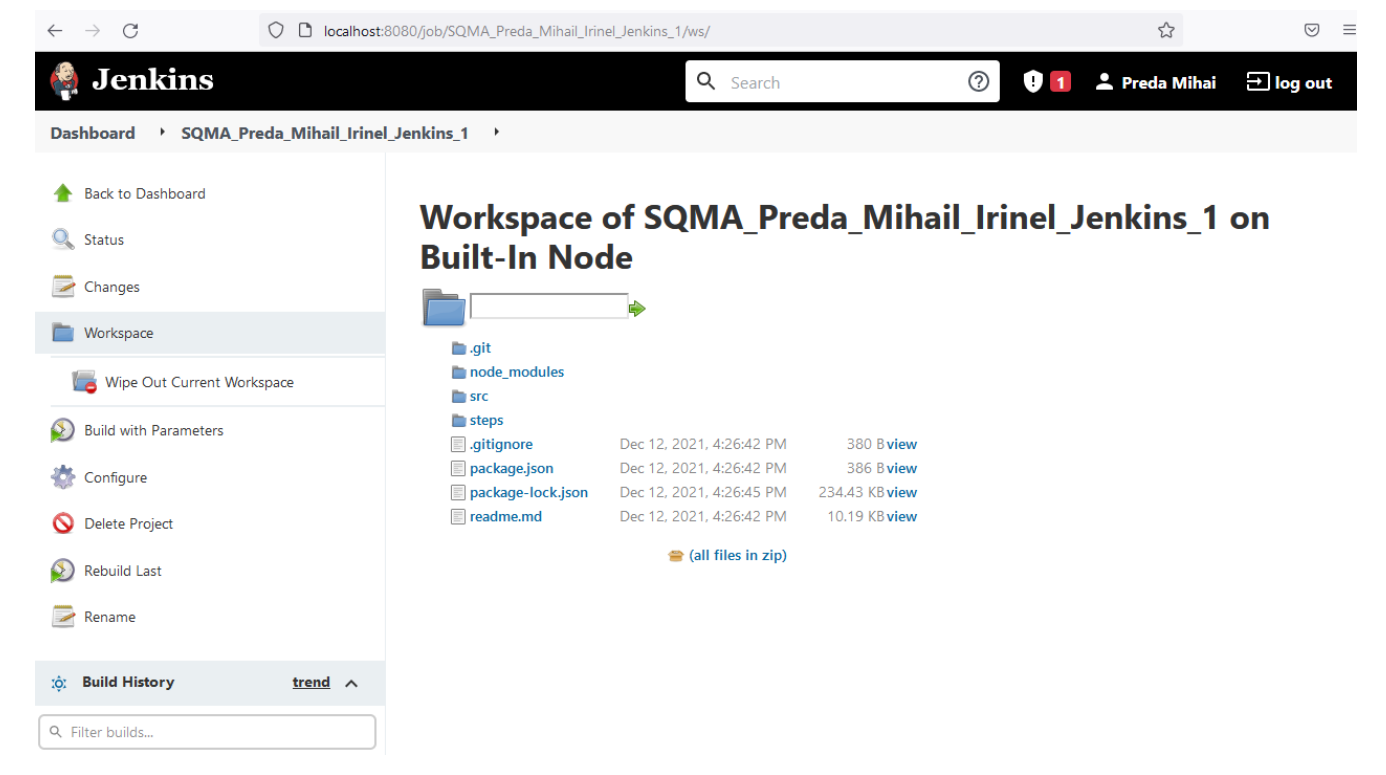 localhost:8080/job/SQMA_Preda_Mihail_Irinel_Jenkins_1/ws/
Jenkins
Search
1
Preda Mihai
log out
Dashboard
SQMA_Preda_Mihail_Irinel_Jenkins_1
Back to Dashboard
Status
Changes
Workspace
Wipe Out Current Workspace
Build with Parameters
Configure
Delete Project
Rebuild Last
Rename
Build History trend
Filter builds...
Workspace of SQMA_Preda_Mihail_Irinel_Jenkins_1 on
Built-In Node
.git
node_modules
src
steps
.gitignore Dec 12, 2021, 4:26:42 PM 380 B view
package.json Dec 12, 2021, 4:26:42 PM 386 B view
package-lock.json Dec 12, 2021, 4:26:45 PM 234.43 KB view
readme.md Dec 12, 2021, 4:26:42 PM 10.19 KB view
(all files in zip)